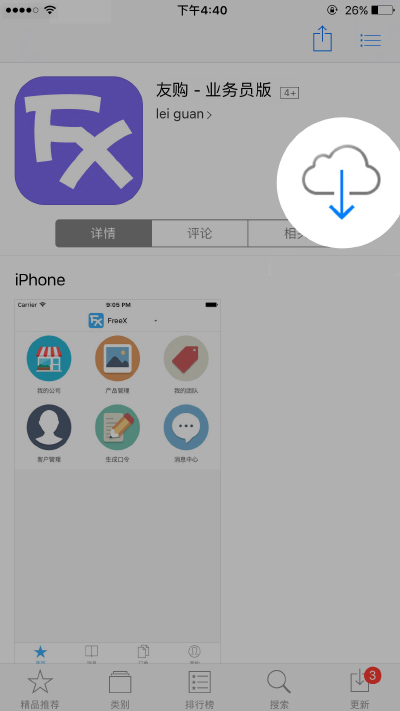 下午4:40
26%
友购 - 业务员版 4+
lei guan
FX
详情 评论 相关
iPhone
Carrier 9:05 PM
FX FreeX
我的公司 产品管理 我的团队
客户管理 生成口令 消息中心
3
精品推荐 类别 排行榜 搜索 更新